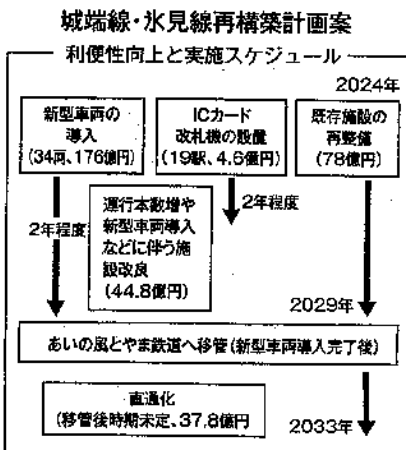 城端線・氷見線再構築計画案
利便性向上と実施スケジュール
2024年
新型車両の
導入
(34両、176億円)
ICカード
改札機の設置
(19駅、4.6億円)
既存施設の
再整備
(78億円)
2年程度
運行本数増や
新型車両導入
などに伴う施
設改良
(44.8億円)
2年程度
2029年
あいの風とやま鉄道へ移管(新型車両導入完了後)
直通化
(移管後時期未定、37.8億円
2033年